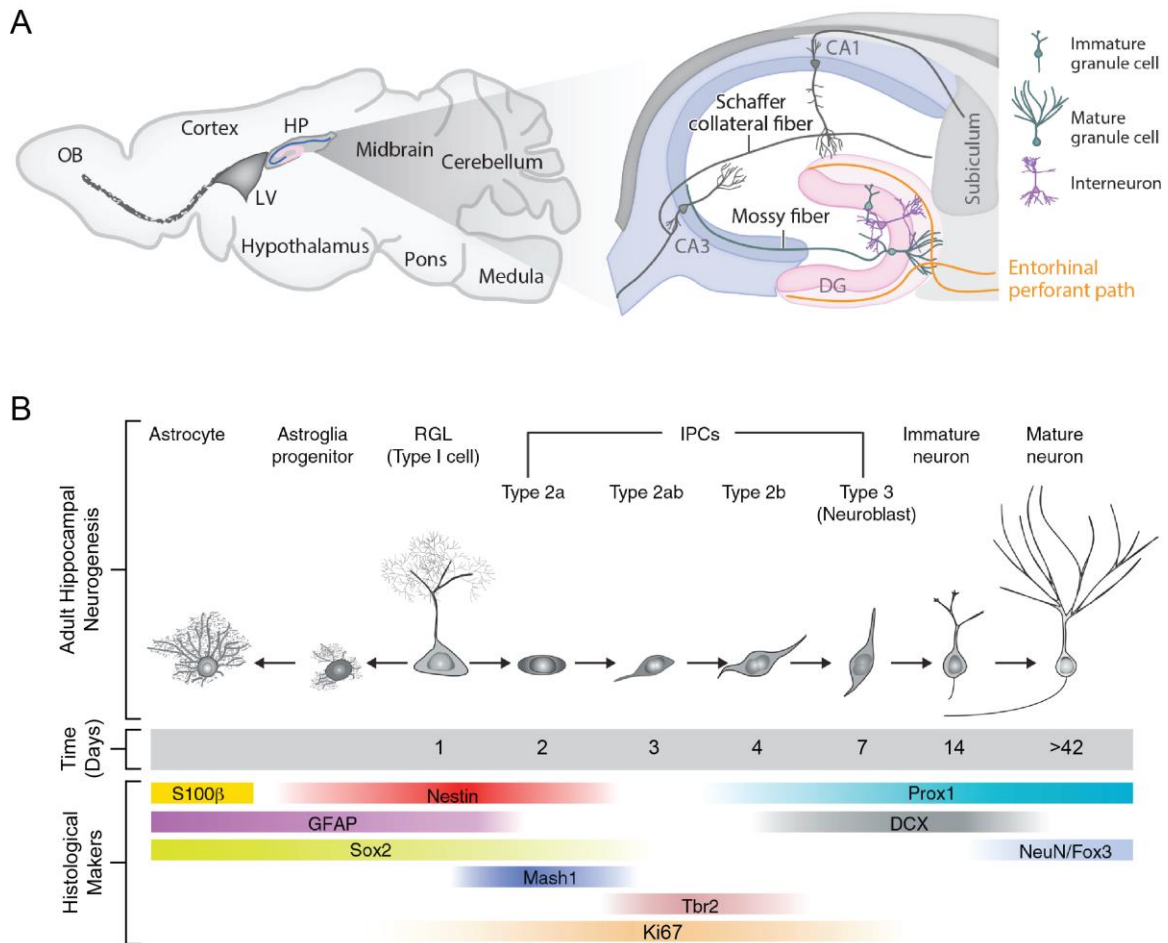 A
OB
Cortex
HP
LV
Midbrain
Cerebellum
Hypothalamus
Pons
Medula
CA1
Schaffer
collateral fiber
Mossy fiber
CA3
DG
Subiculum
Immature
granule cell
Mature
granule cell
Interneuron
Entorhinal
perforant path
B
Adult Hippocampal
Neurogenesis
Astrocyte
Astroglia
progenitor
RGL
(Type I cell)
IPCs
Type 2a
Type 2ab
Type 2b
Type 3
(Neuroblast)
Immature
neuron
Mature
neuron
Time
(Days)
1 2 3 4 7 14 >42
Histological
Makers
S100β
Nestin
Prox1
GFAP
DCX
Sox2
NeuN/Fox3
Mash1
Tbr2
Ki67